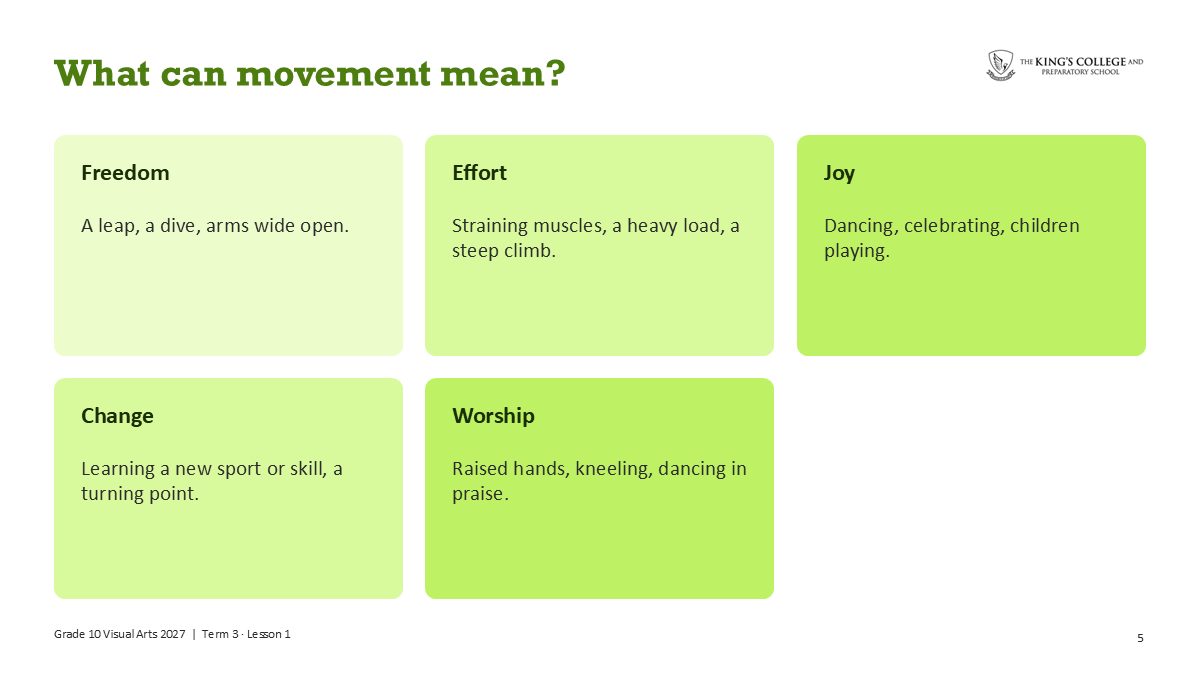 What can movement mean?
THE KING'S COLLEGE AND
PREPARATORY SCHOOL
Freedom
A leap, a dive, arms wide open.
Effort
Straining muscles, a heavy load, a
steep climb.
Joy
Dancing, celebrating, children
playing.
Change
Learning a new sport or skill, a
turning point.
Worship
Raised hands, kneeling, dancing in
praise.
Grade 10 Visual Arts 2027 | Term 3 · Lesson 1
5